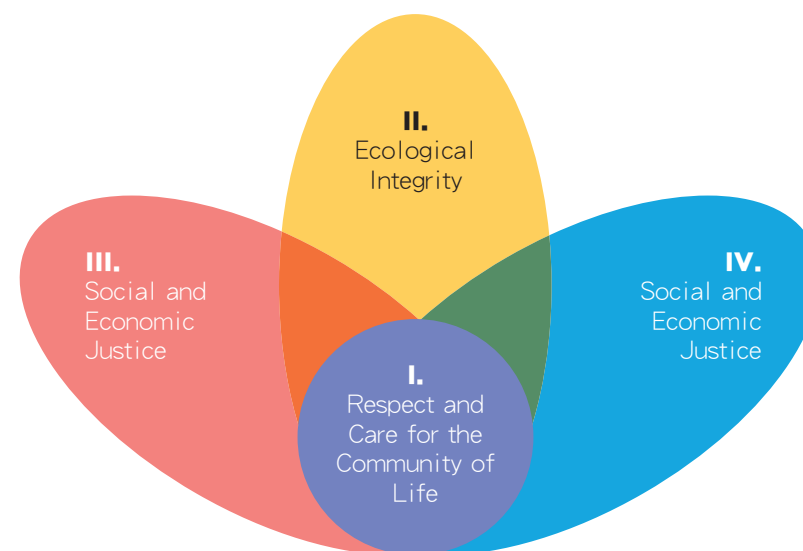 II.
Ecological
Integrity
III.
Social and
Economic
Justice
IV.
Social and
Economic
Justice
I.
Respect and
Care for the
Community of
Life